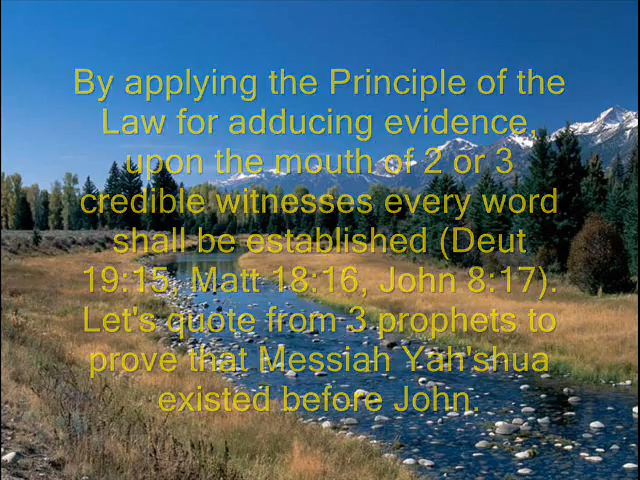 By applying the Principle of the
Law for adducing evidence,
upon the mouth of 2 or 3
credible witnesses every word
shall be established (Deut
19:15, Matt 18:16, John 8:17).
Let's quote from 3 prophets to
prove that Messiah Yah'shua
existed before John.